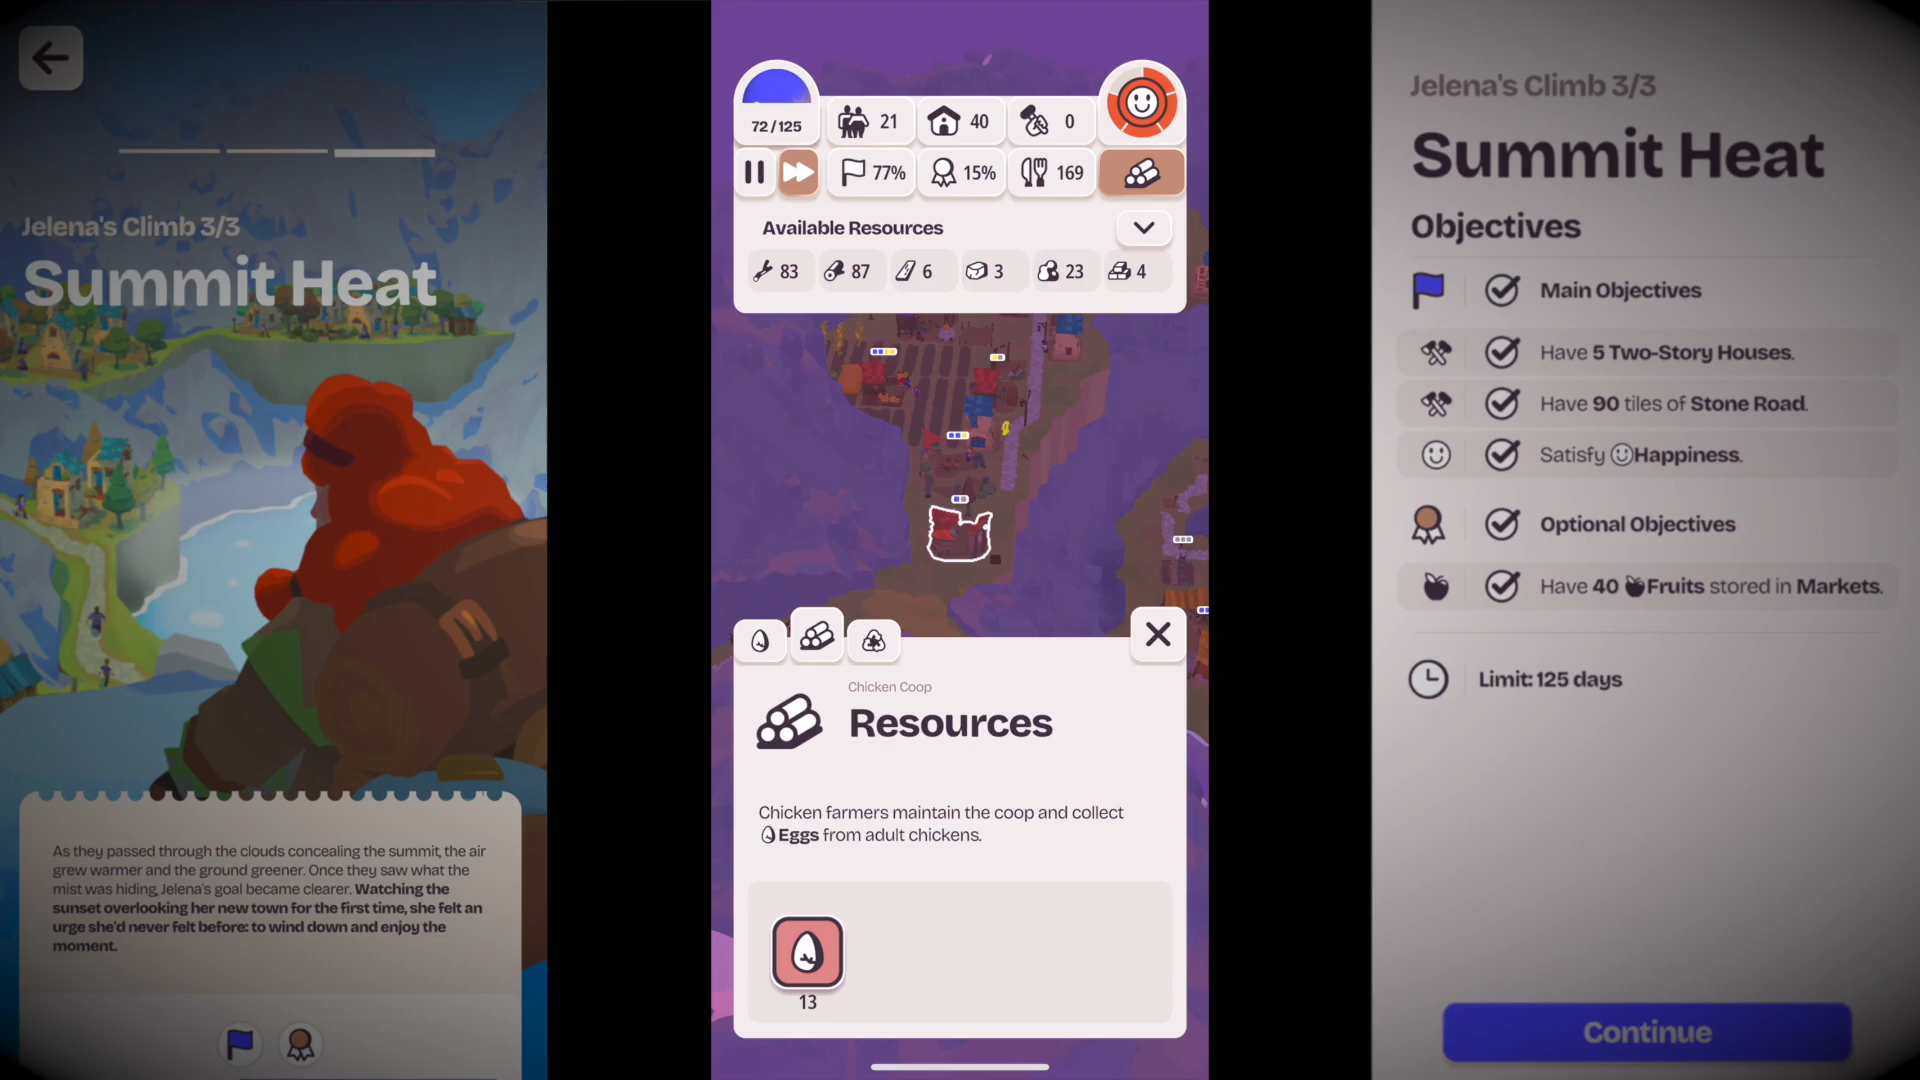 Jelena's Climb 3/3
Summit Heat
As they passed through the clouds concealing the summit, the air
grew warmer and the ground greener. Once they saw what the
mist was hiding, Jelena's goal became clearer. Watching the
sunset overlooking her new town for the first time, she felt an
urge she'd never felt before: to wind down and enjoy the
moment.
72 / 125
21
40
0
77%
15%
169
Available Resources
83
87
6
3
23
4
Chicken Coop
Resources
Chicken farmers maintain the coop and collect
Eggs from adult chickens.
13
Jelena's Climb 3/3
Summit Heat
Objectives
Main Objectives
Have 5 Two-Story Houses.
Have 90 tiles of Stone Road.
Satisfy Happiness.
Optional Objectives
Have 40 Fruits stored in Markets.
Limit: 125 days
Continue